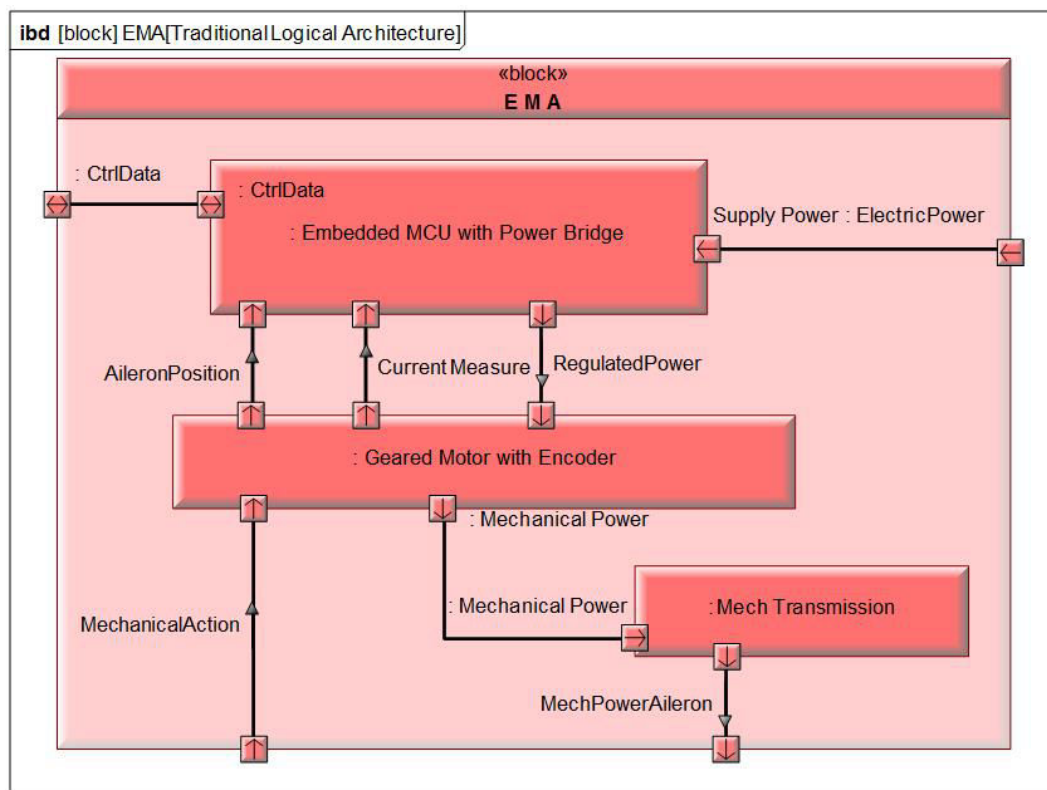 ibd [block] EMA[Traditional Logical Architecture]
«block»
E M A
: CtrlData
: CtrlData
: Embedded MCU with Power Bridge
Supply Power : ElectricPower
AileronPosition
Current Measure
RegulatedPower
: Geared Motor with Encoder
: Mechanical Power
: Mechanical Power
: Mech Transmission
MechanicalAction
MechPowerAileron